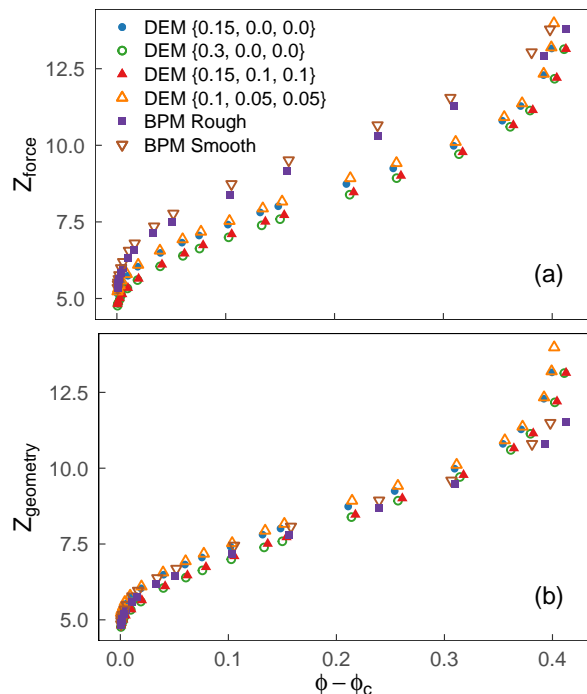 DEM {0.15, 0.0, 0.0}
DEM {0.3, 0.0, 0.0}
DEM {0.15, 0.1, 0.1}
DEM {0.1, 0.05, 0.05}
BPM Rough
BPM Smooth
12.5
10.0
7.5
5.0
Z_force
(a)
12.5
10.0
7.5
5.0
Z_geometry
(b)
0.0 0.1 0.2 0.3 0.4
ϕ − ϕ_c